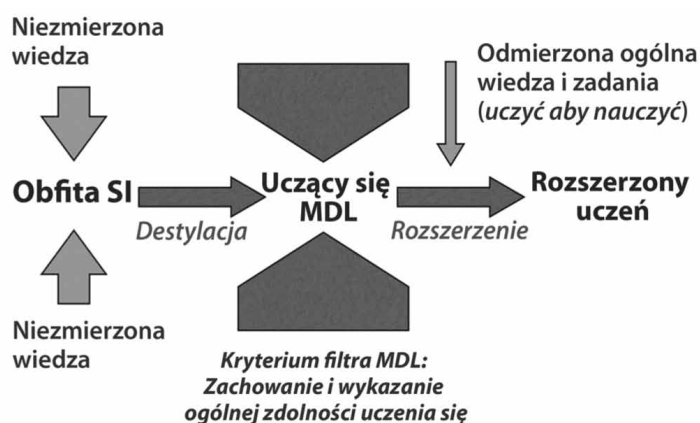 Niezmierzona
wiedza
Odmierzona ogólna
wiedza i zadania
(uczyć aby nauczyć)
Obfita SI
Destylacja
Uczący się
MDL
Rozszerzenie
Rozszerzony
uczeń
Niezmierzona
wiedza
Kryterium filtra MDL:
Zachowanie i wykazanie
ogólnej zdolności uczenia się